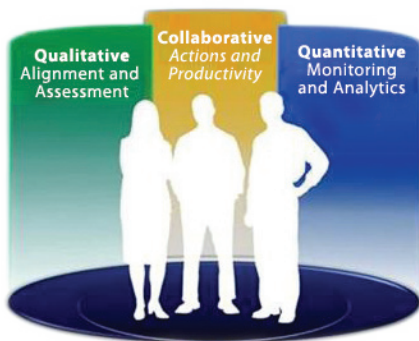 Qualitative
Alignment and
Assessment
Collaborative
Actions and
Productivity
Quantitative
Monitoring
and Analytics